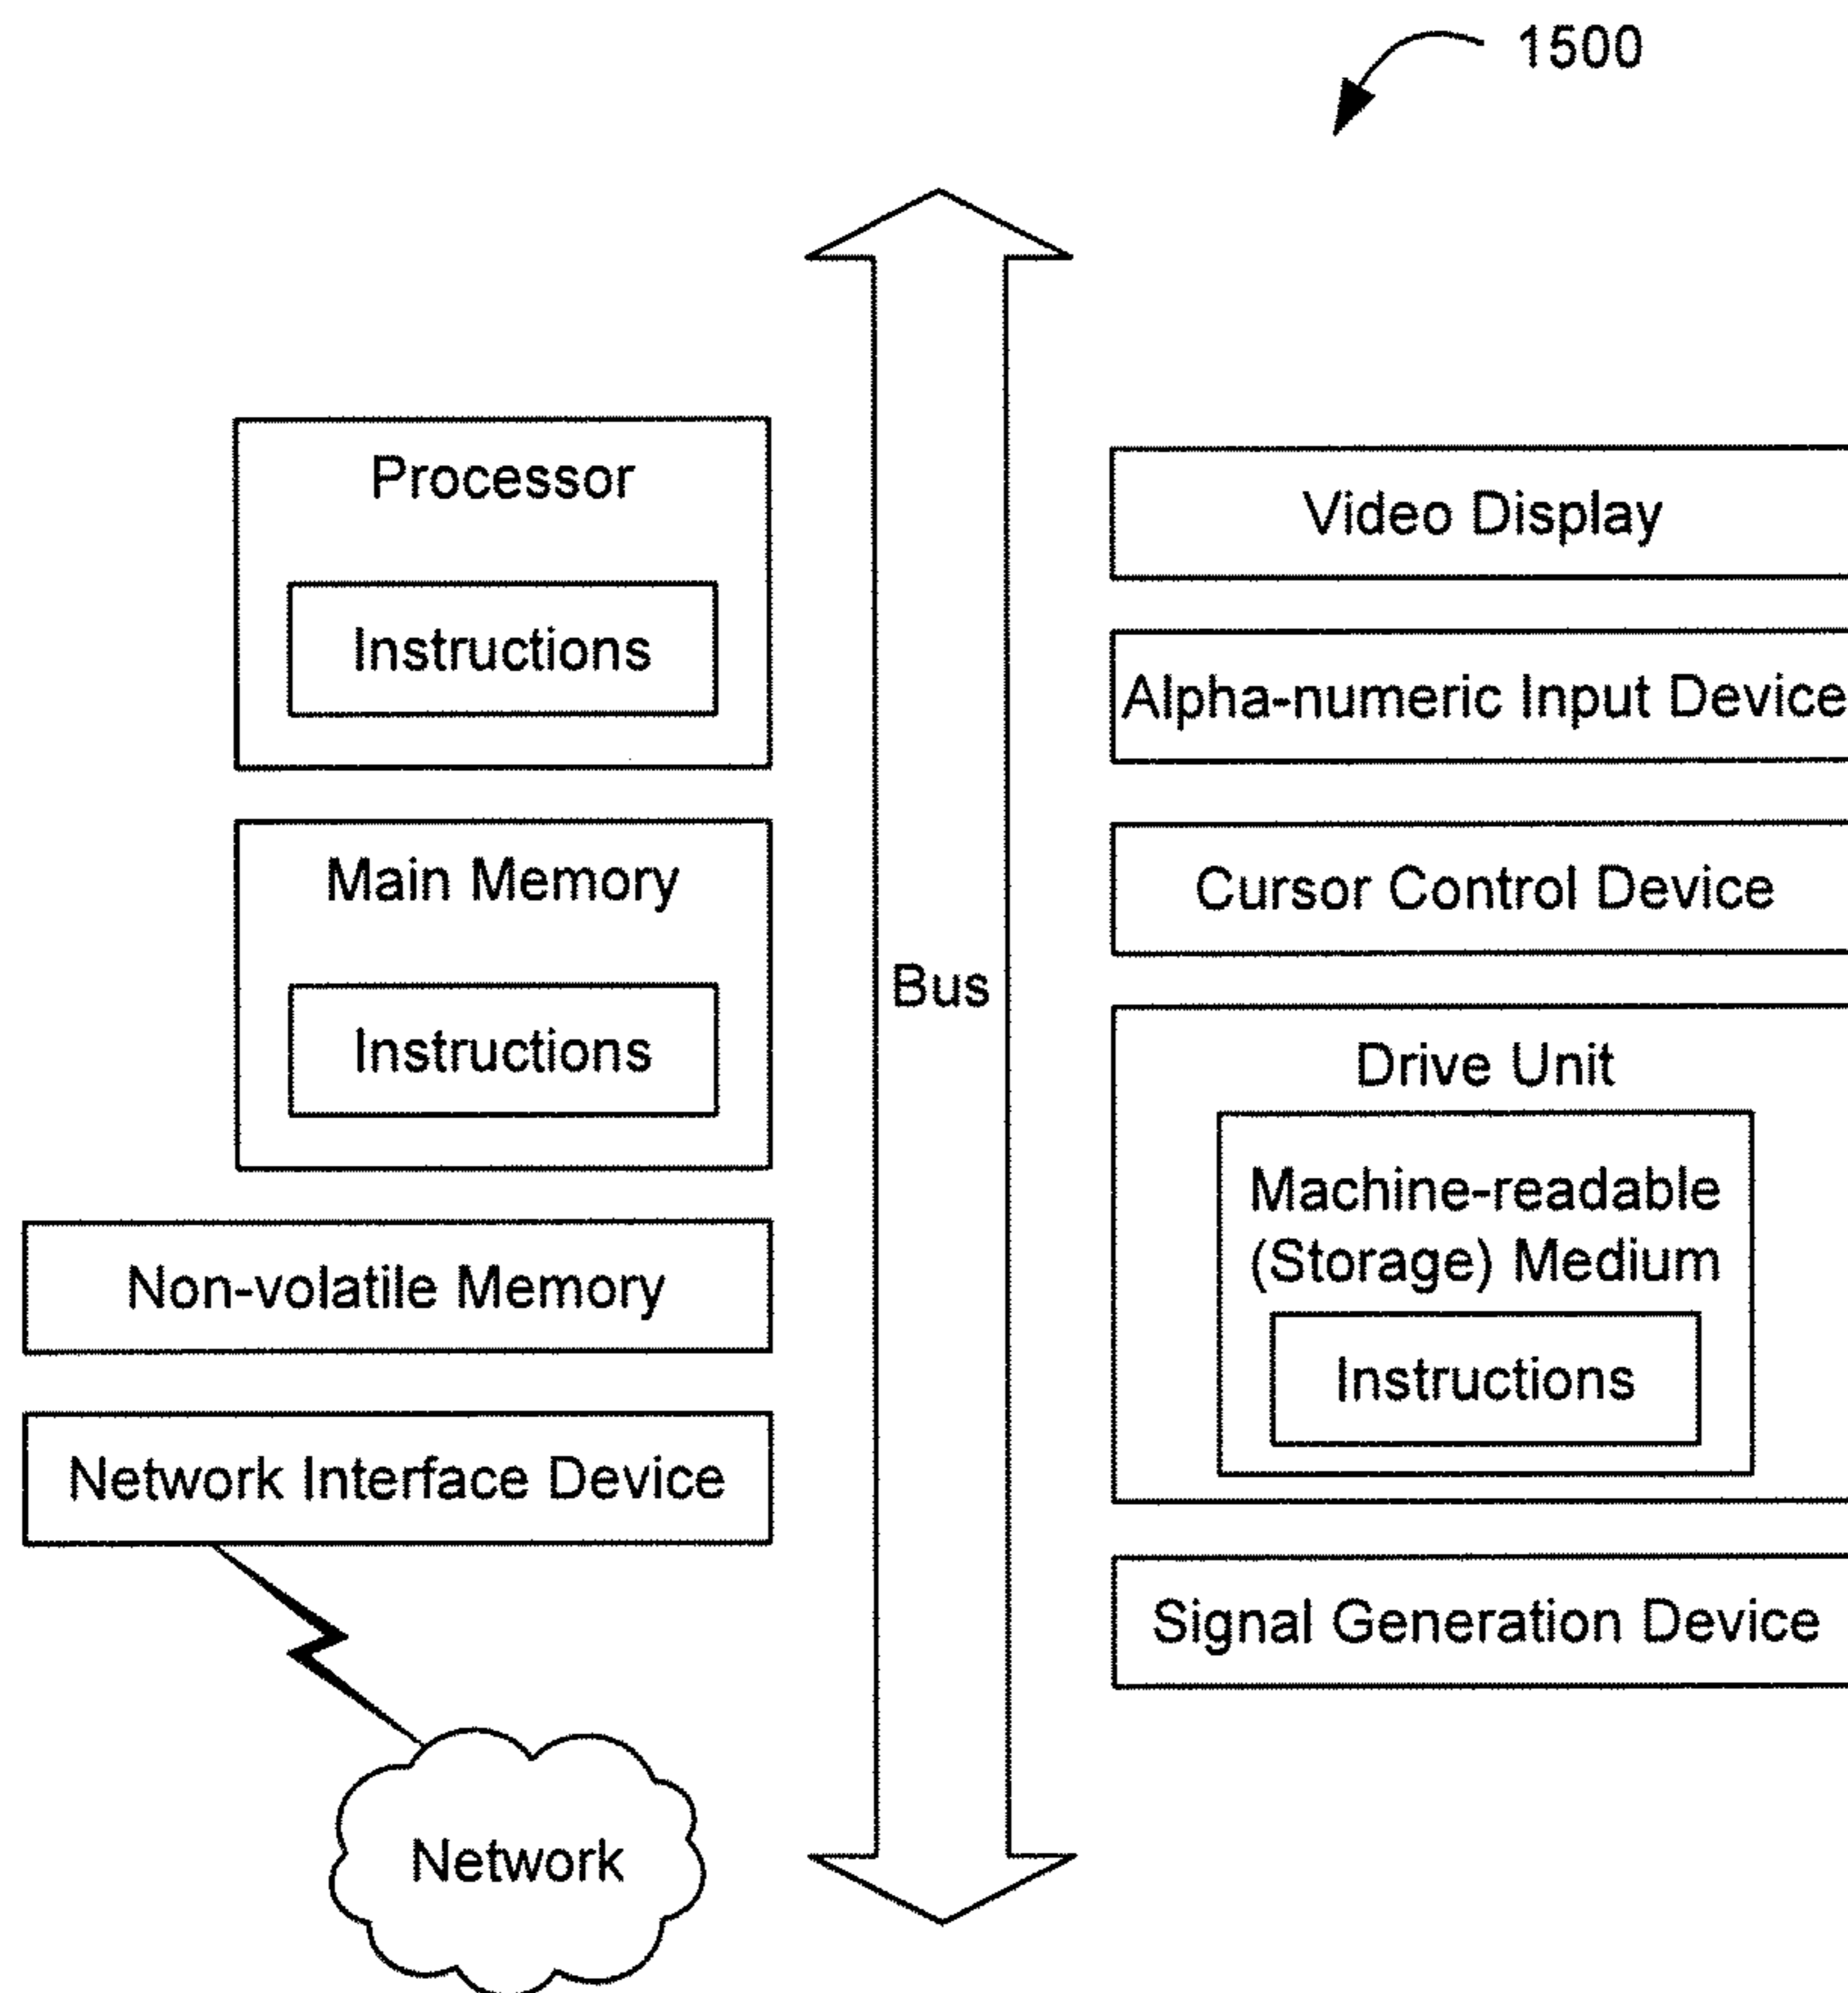 1500
Processor
Instructions
Main Memory
Instructions
Non-volatile Memory
Network Interface Device
Network
Bus
Video Display
Alpha-numeric Input Device
Cursor Control Device
Drive Unit
Machine-readable
(Storage) Medium
Instructions
Signal Generation Device